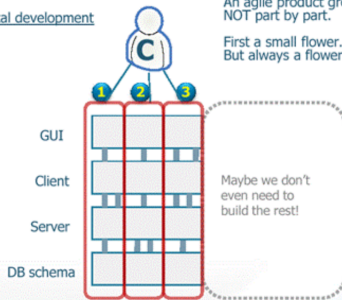 al development
An agile product gr
NOT part by part.
First a small flower.
But always a flower
C
1 2 3
GUI
Client
Server
DB schema
Maybe we don't
even need to
build the rest!